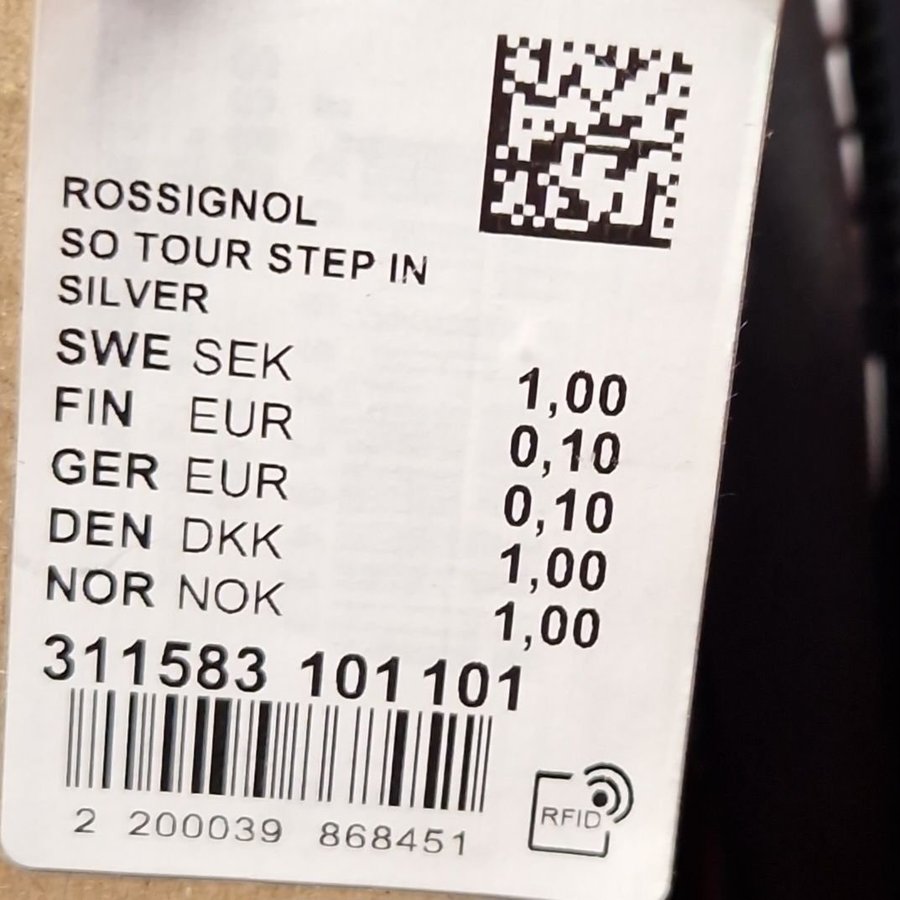 ROSSIGNOL
SO TOUR STEP IN
SILVER
SWE SEK 1,00
FIN EUR 0,10
GER EUR 0,10
DEN DKK 1,00
NOR NOK 1,00
311583 101 101
2 200039 868451
RFID